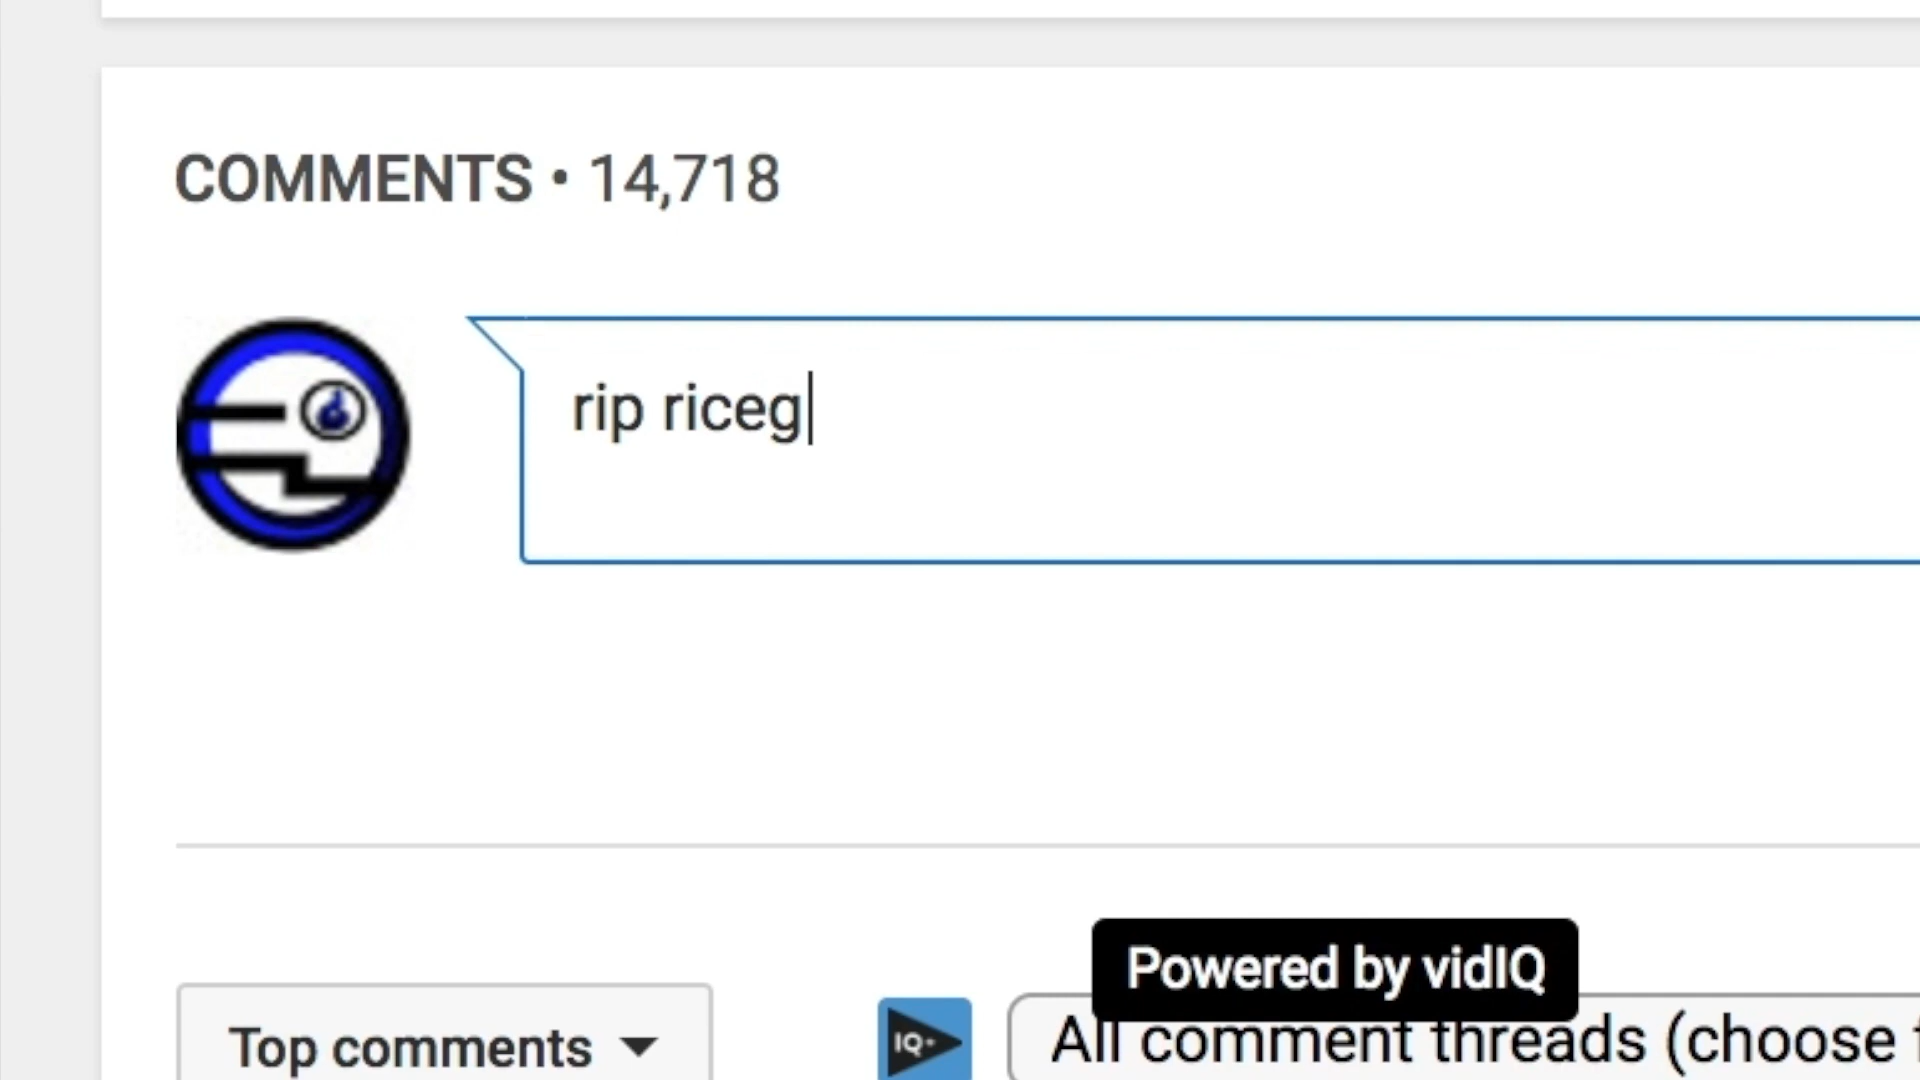 COMMENTS • 14,718
rip riceg
Powered by vidIQ
Top comments
IQ+
All comment threads (choose f